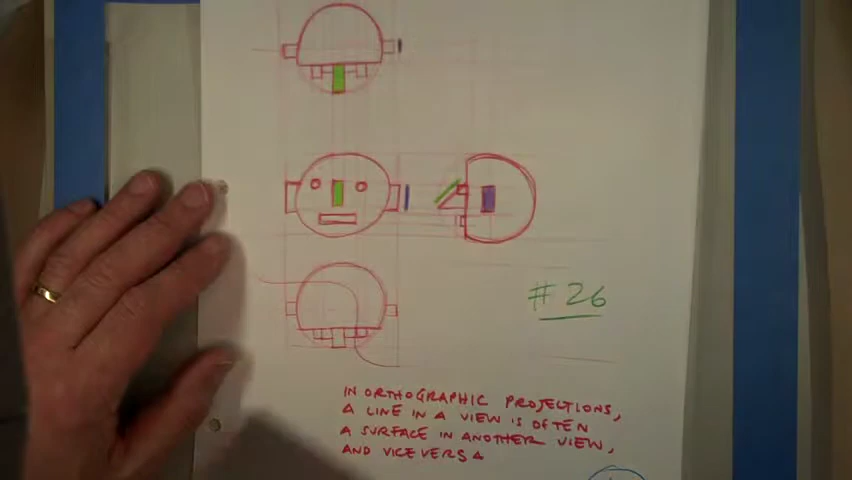 # 26
IN ORTHOGRAPHIC PROJECTIONS,
A LINE IN A VIEW IS OFTEN
A SURFACE IN ANOTHER VIEW,
AND VICE VERSA